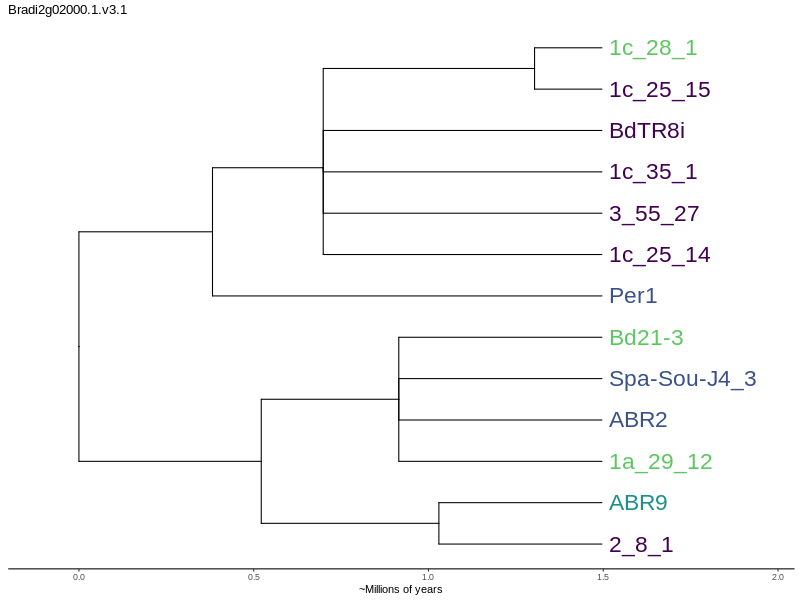 Bradi2g02000.1.v3.1
1c_28_1
1c_25_15
BdTR8i
1c_35_1
3_55_27
1c_25_14
Per1
Bd21-3
Spa-Sou-J4_3
ABR2
1a_29_12
ABR9
2_8_1
0.0 0.5 1.0 1.5 2.0
~Millions of years